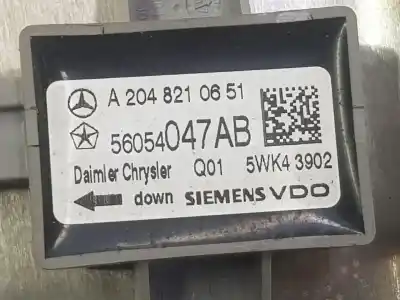 A 204 821 06 51
56054047AB
Daimler Chrysler Q01 5WK4 3902
down SIEMENS VDO